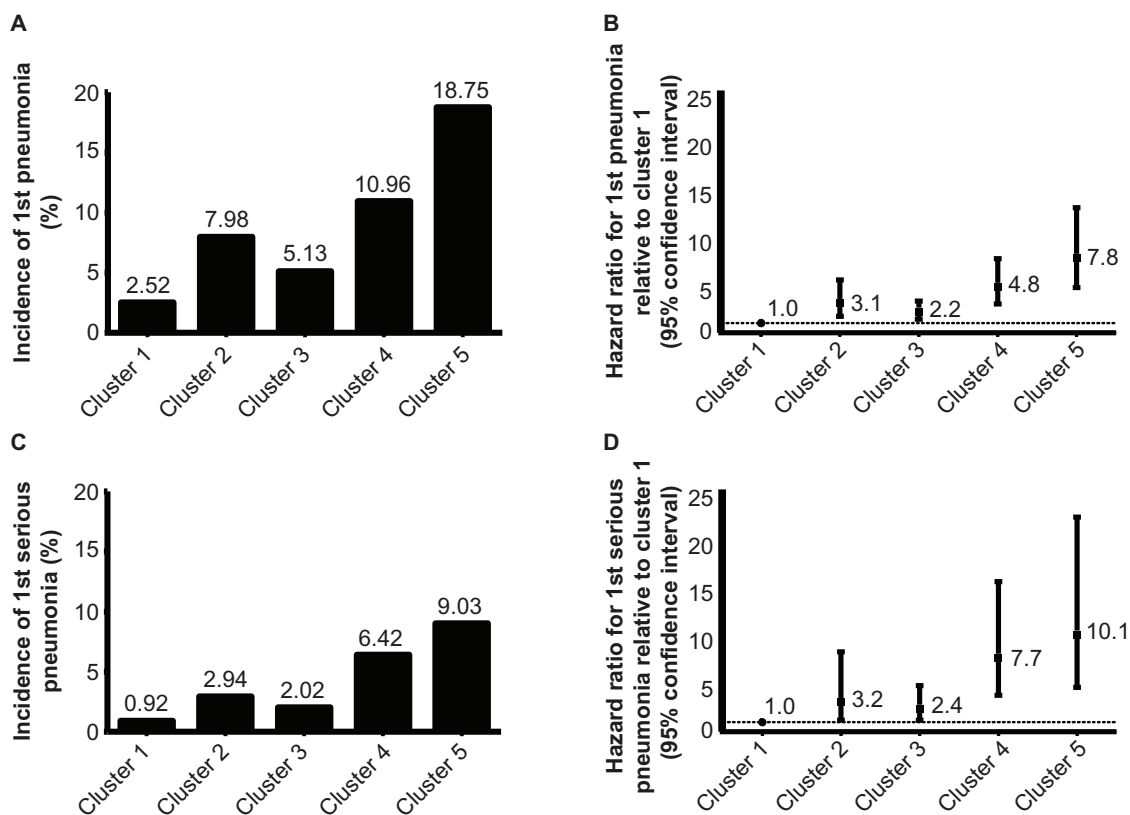 A
Incidence of 1st pneumonia
(%)
20
15
10
5
0
2.52
7.98
5.13
10.96
18.75
Cluster 1
Cluster 2
Cluster 3
Cluster 4
Cluster 5
B
Hazard ratio for 1st pneumonia
relative to cluster 1
(95% confidence interval)
25
20
15
10
5
0
1.0
3.1
2.2
4.8
7.8
Cluster 1
Cluster 2
Cluster 3
Cluster 4
Cluster 5
C
Incidence of 1st serious
pneumonia (%)
20
15
10
5
0
0.92
2.94
2.02
6.42
9.03
Cluster 1
Cluster 2
Cluster 3
Cluster 4
Cluster 5
D
Hazard ratio for 1st serious
pneumonia relative to cluster 1
(95% confidence interval)
25
20
15
10
5
0
1.0
3.2
2.4
7.7
10.1
Cluster 1
Cluster 2
Cluster 3
Cluster 4
Cluster 5